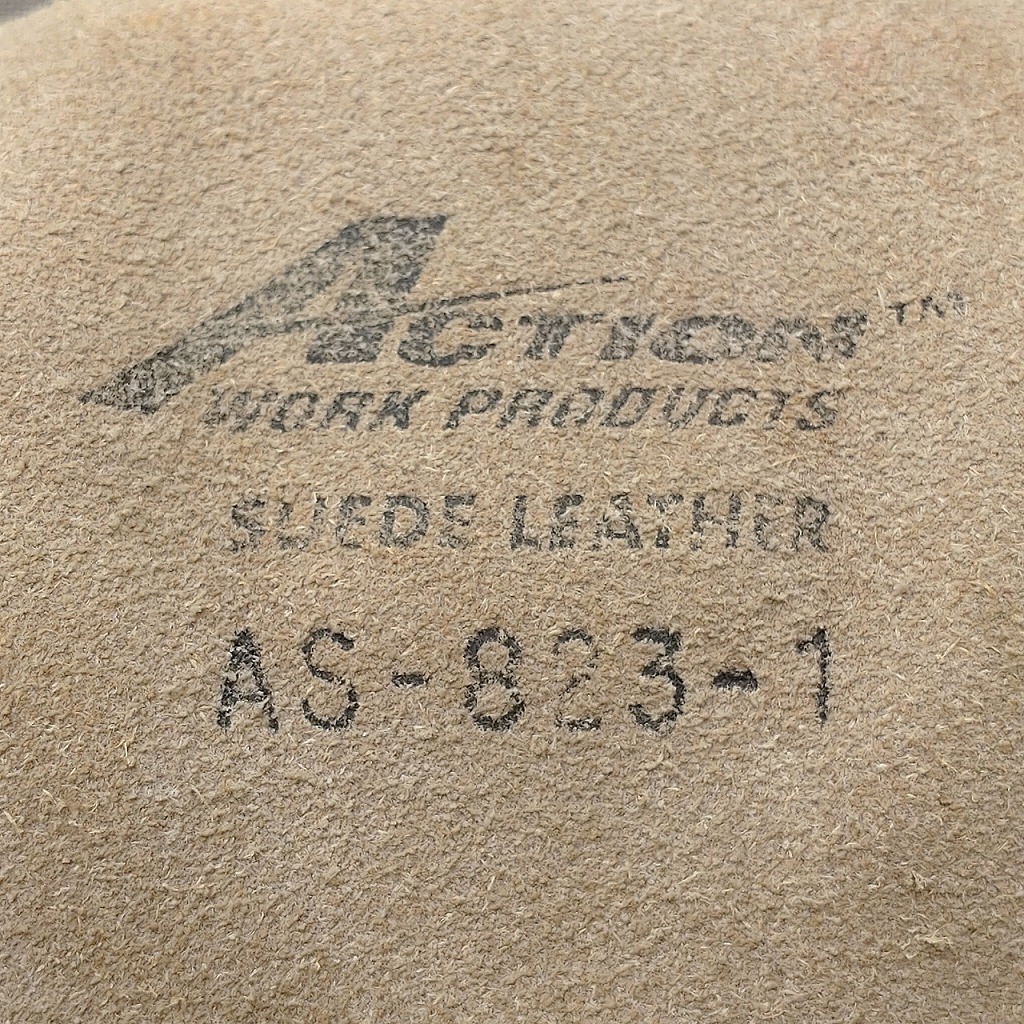 ACTION™
WORK PRODUCTS
SUEDE LEATHER
AS-823-1